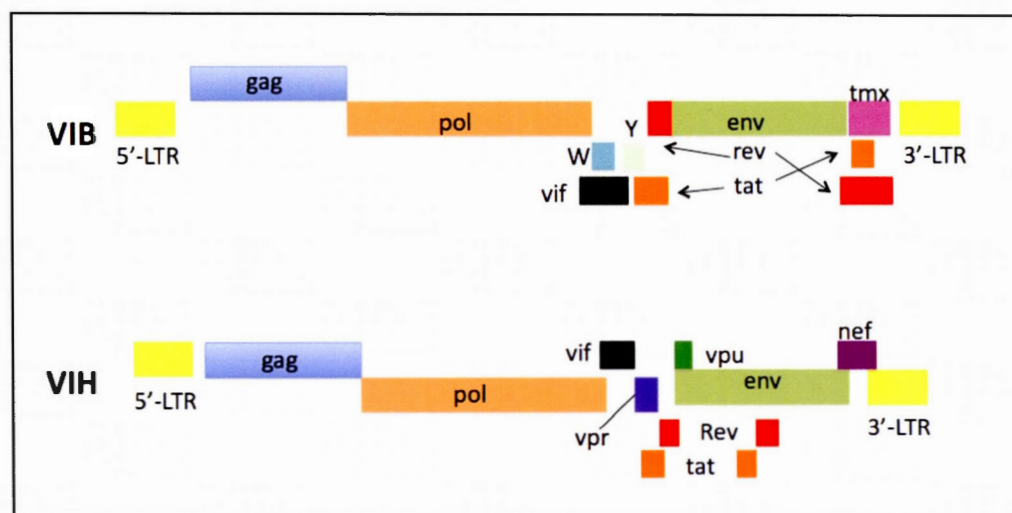 gag
tmx
VIB
pol
Y
env
5'-LTR
W
rev
3'-LTR
vif
tat
nef
gag
vif
vpu
VIH
env
5'-LTR
pol
3'-LTR
vpr
Rev
tat